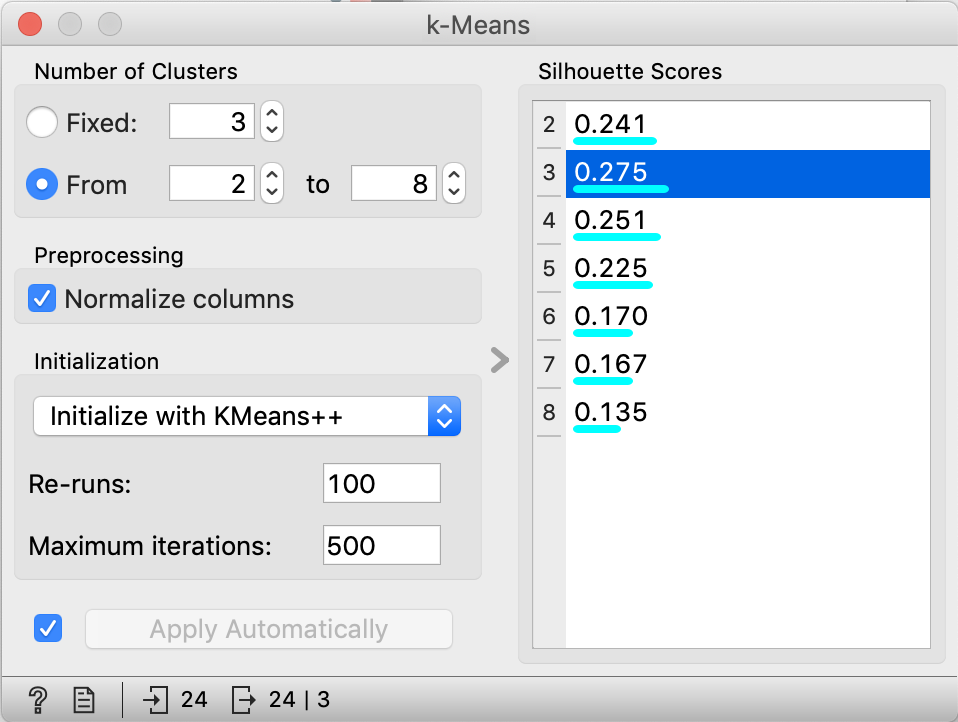 k-Means
Number of Clusters
Fixed: 3
From 2 to 8
Preprocessing
Normalize columns
Initialization
Initialize with KMeans++
Re-runs: 100
Maximum iterations: 500
Apply Automatically
Silhouette Scores
2 0.241
3 0.275
4 0.251
5 0.225
6 0.170
7 0.167
8 0.135
? 24 24 | 3